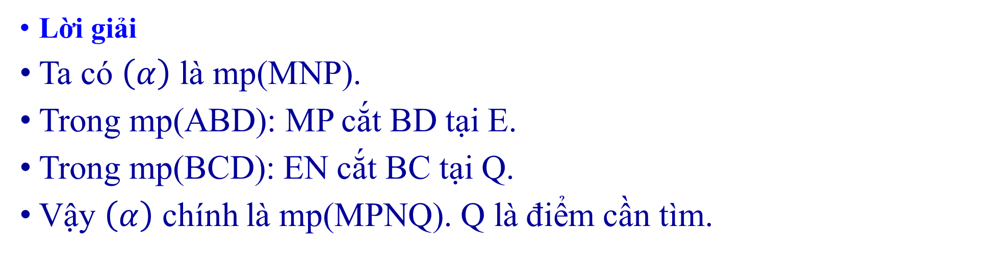 • Lời giải
• Ta có (𝛼) là mp(MNP).
• Trong mp(ABD): MP cắt BD tại E.
• Trong mp(BCD): EN cắt BC tại Q.
• Vậy (𝛼) chính là mp(MPNQ). Q là điểm cần tìm.